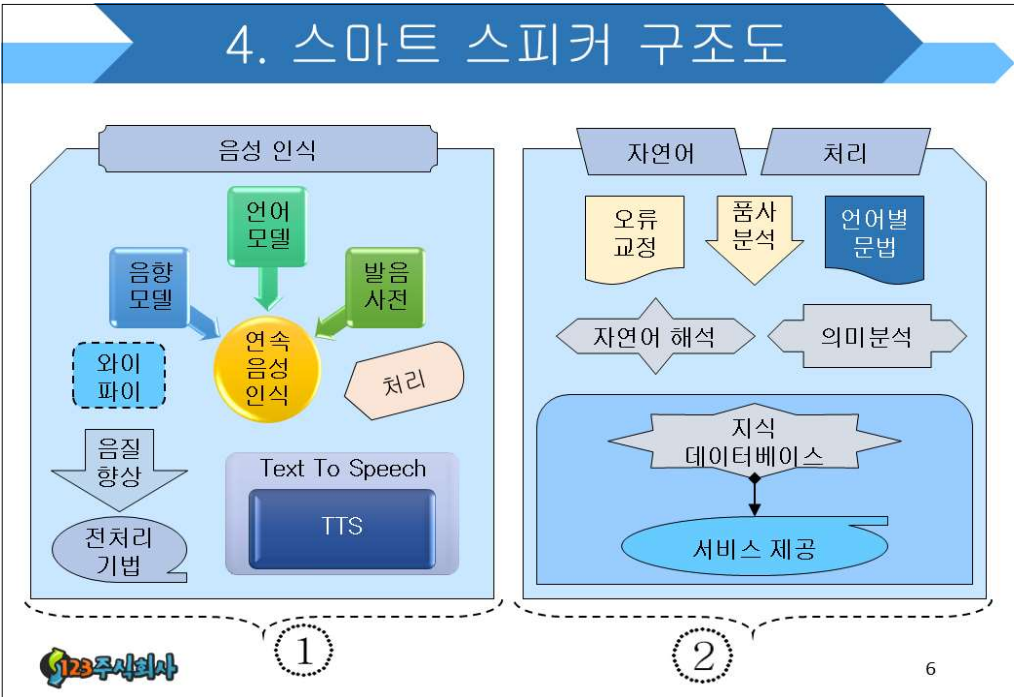 4. 스마트 스피커 구조도
음성 인식
언어
모델
음향
모델
발음
사전
연속
음성
인식
와이
파이
처리
음질
향상
전처리
기법
Text To Speech
TTS
①
자연어
처리
오류
교정
품사
분석
언어별
문법
자연어 해석
의미분석
지식
데이터베이스
서비스 제공
②
123주식회사
6